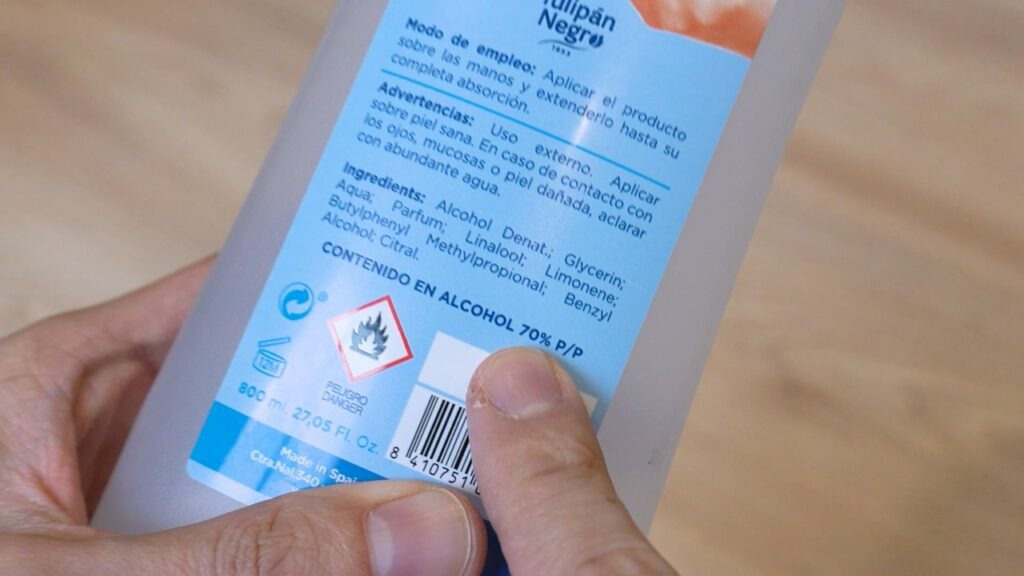 Tulipán
Negro
1992
Modo de empleo: Aplicar el producto
sobre las manos y extenderlo hasta su
completa absorción.
Advertencias: Uso externo. Aplicar
sobre piel sana. En caso de contacto con
los ojos, mucosas o piel dañada, aclarar
con abundante agua.
Ingredients: Alcohol Denat.; Glycerin;
Aqua; Parfum; Linalool; Limonene;
Butylphenyl Methylpropional; Benzyl
Alcohol; Citral.
CONTENIDO EN ALCOHOL 70% P/P
®
12M
PELIGRO
DANGER
800 ml. 27,05 Fl. Oz.
8 410751
Made in Spai
Ctra.Nal.340